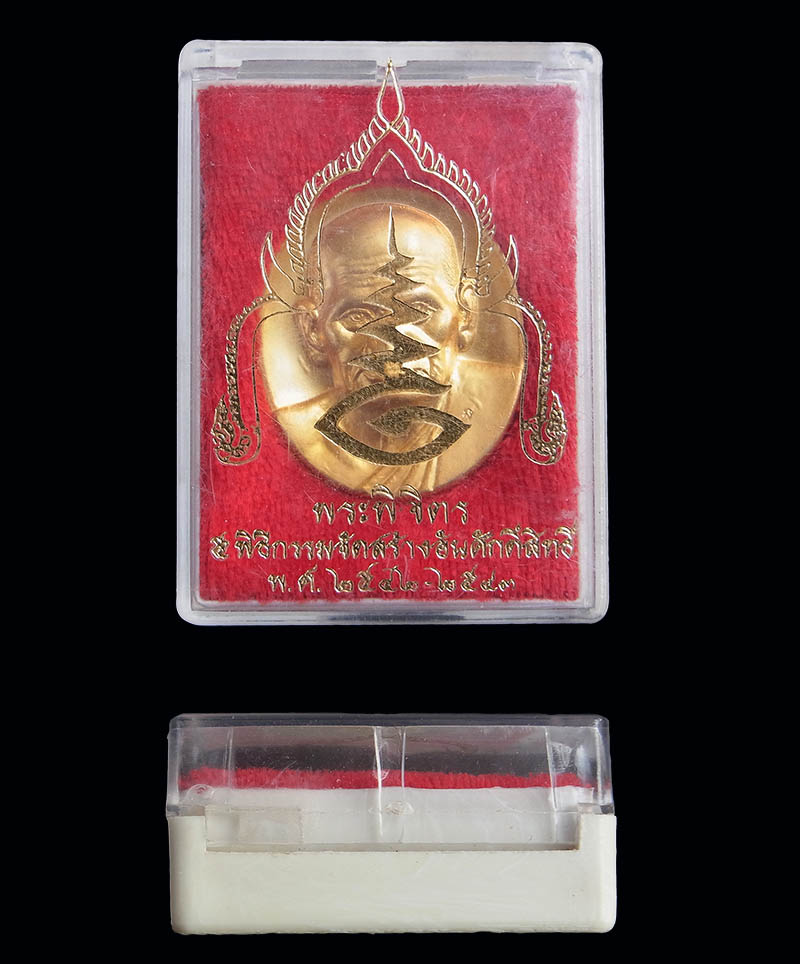 พระพิจิตร
๕ พิธีกรรมจัดสร้างอันศักดิ์สิทธิ์
พ.ศ. ๒๕๔๒-๒๕๔๓